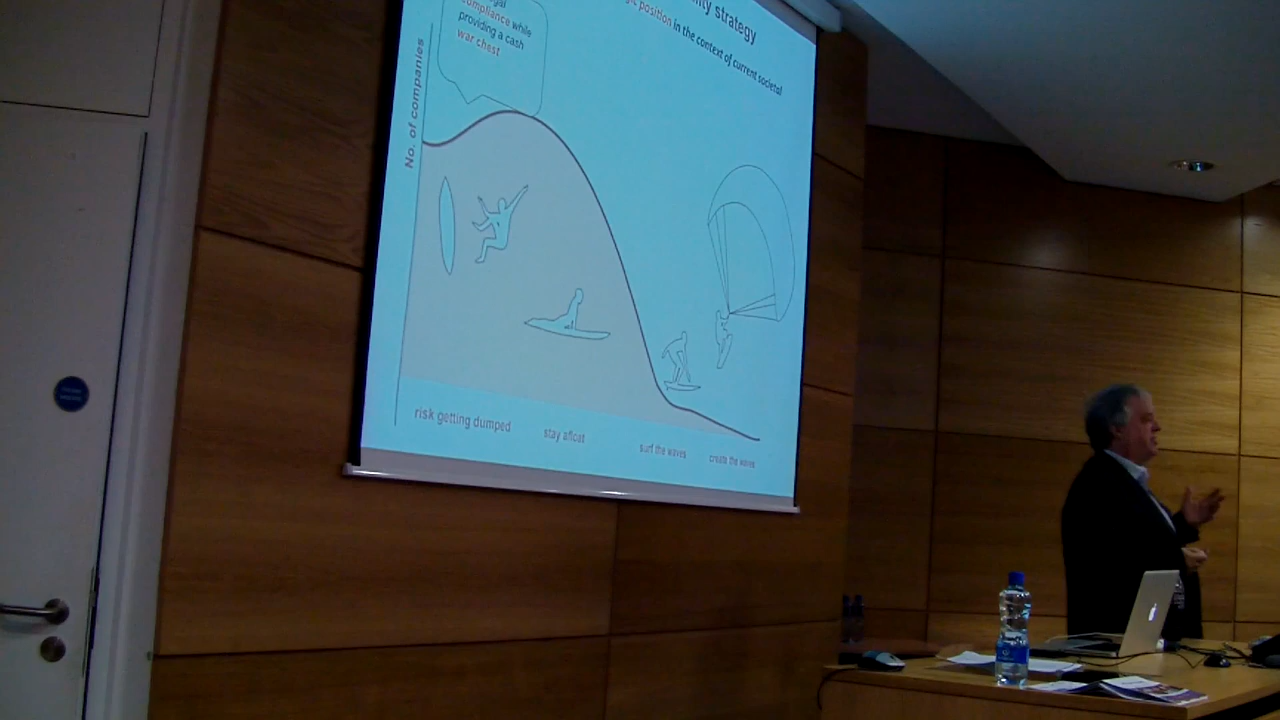 compliance while
providing a cash
war chest
strategy
position in the context of current societal
No. of companies
risk getting dumped
stay afloat
surf the waves
create the waves